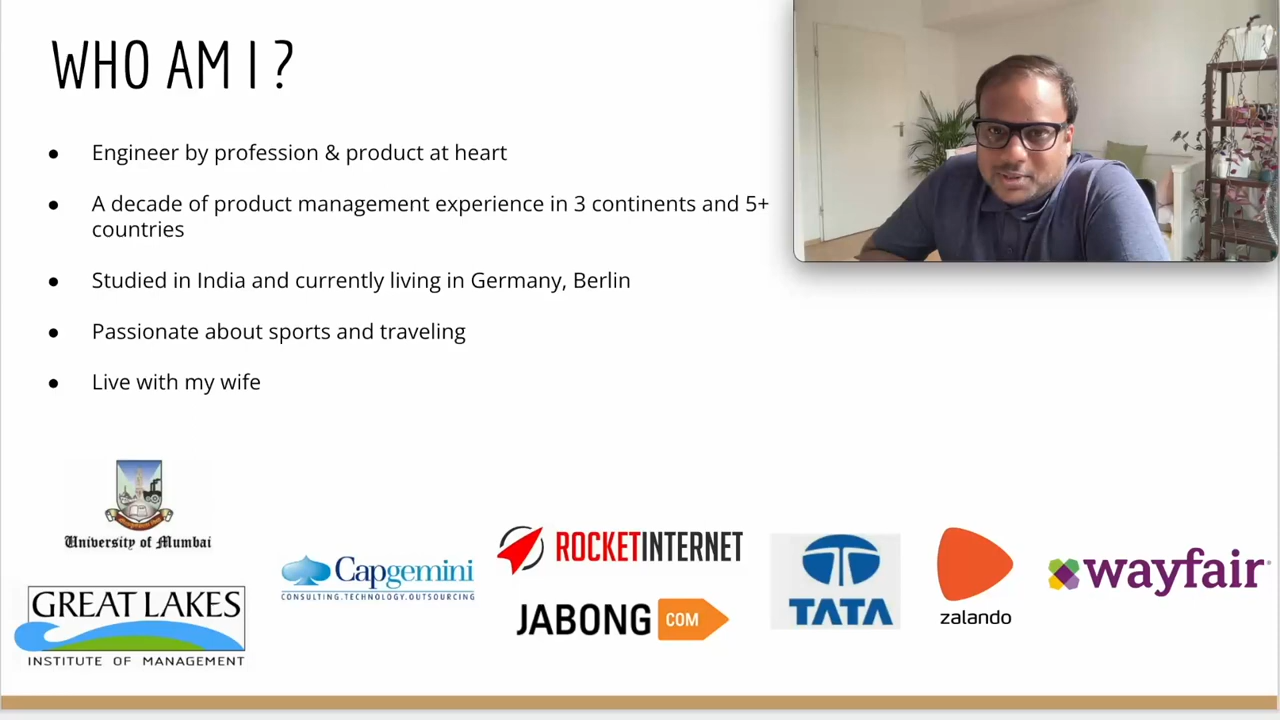 WHO AM I ?
● Engineer by profession & product at heart
● A decade of product management experience in 3 continents and 5+
countries
● Studied in India and currently living in Germany, Berlin
● Passionate about sports and traveling
● Live with my wife
University of Mumbai
GREAT LAKES
INSTITUTE OF MANAGEMENT
Capgemini
CONSULTING.TECHNOLOGY.OUTSOURCING
ROCKETINTERNET
JABONG COM
TATA
zalando
wayfair